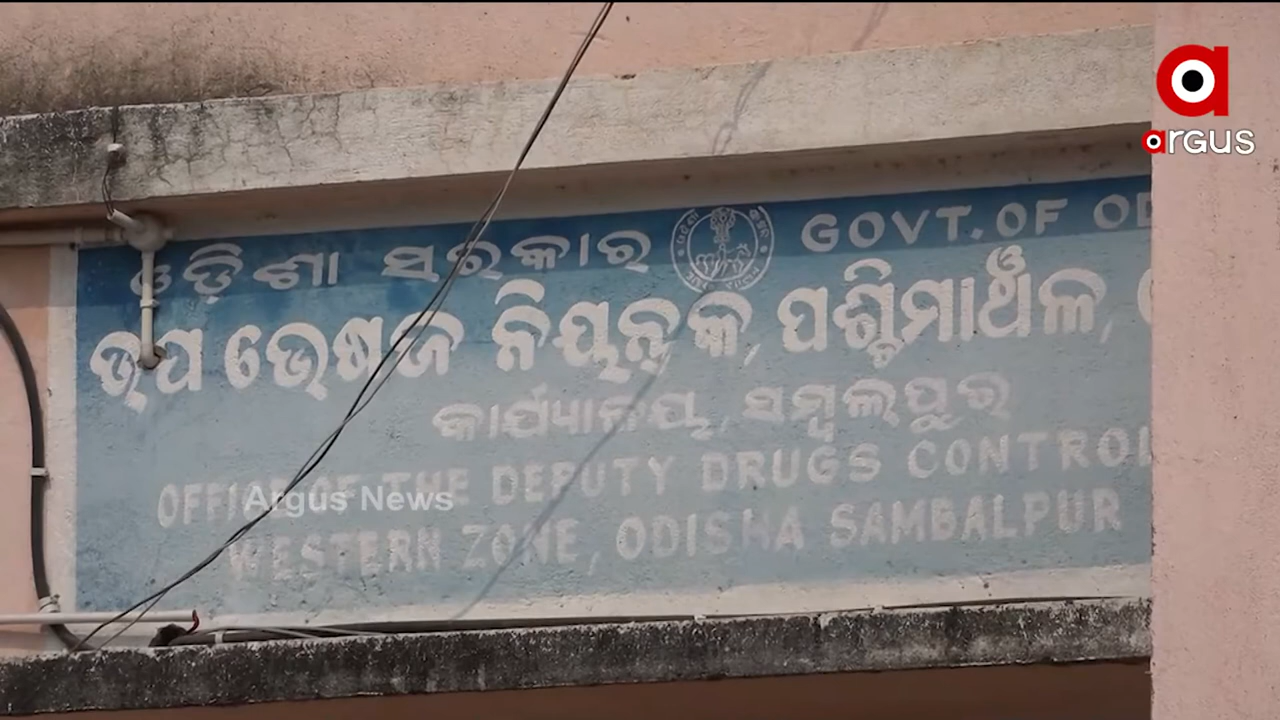 argus
ଓଡ଼ିଶା ସରକାର GOVT.OF OD
ଉପ ଭେଷଜ ନିୟନ୍ତ୍ରକ, ପଶ୍ଚିମାଞ୍ଚଳ,
କାର୍ଯ୍ୟାଳୟ, ସମ୍ବଲପୁର
OFFICE OF THE DEPUTY DRUGS CONTROL
Argus News
WESTERN ZONE, ODISHA SAMBALPUR